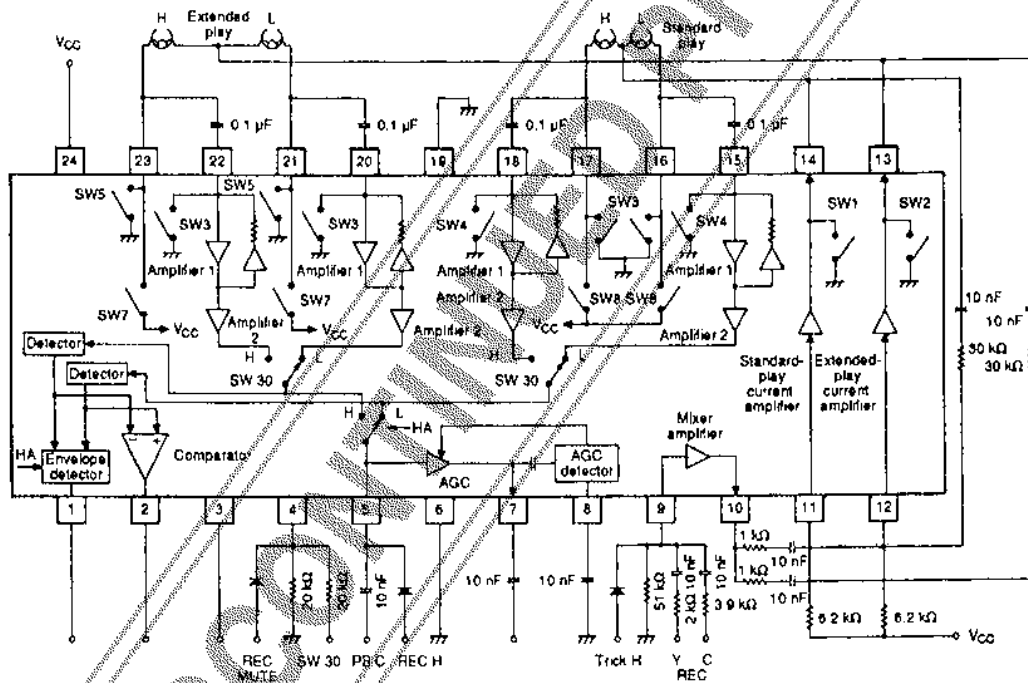 H
Extended
play
L
H
L
Standard
play
VCC
0.1 µF
0.1 µF
0.1 µF
0.1 µF
24
23
22
21
20
19
18
17
16
15
14
13
SW5
SW3
SW5
SW3
SW4
SW3
SW4
SW1
SW2
Amplifier 1
Amplifier 1
Amplifier 1
Amplifier 1
SW7
VCC
Amplifier
2
SW7
VCC
Amplifier 2
Amplifier 2
VCC
SW8
SW8
Amplifier 2
10 nF
10 nF
30 kΩ
30 kΩ
Detector
Detector
H
L
SW 30
H
L
SW 30
H
L
HA
Standard-
play
current
amplifier
Extended-
play
current
amplifier
Mixer
amplifier
HA
Envelope
detector
Comparator
AGC
AGC
detector
1
2
3
4
5
6
7
8
9
10
11
12
20 kΩ
20 kΩ
10 nF
10 nF
10 nF
51 kΩ
2 kΩ
10 nF
10 nF
3.9 kΩ
1 kΩ
10 nF
1 kΩ
10 nF
6.2 kΩ
6.2 kΩ
VCC
REC
MUTE
SW 30
PB C
REC H
Trick H
Y
C
REC
DISCONTINUED PR